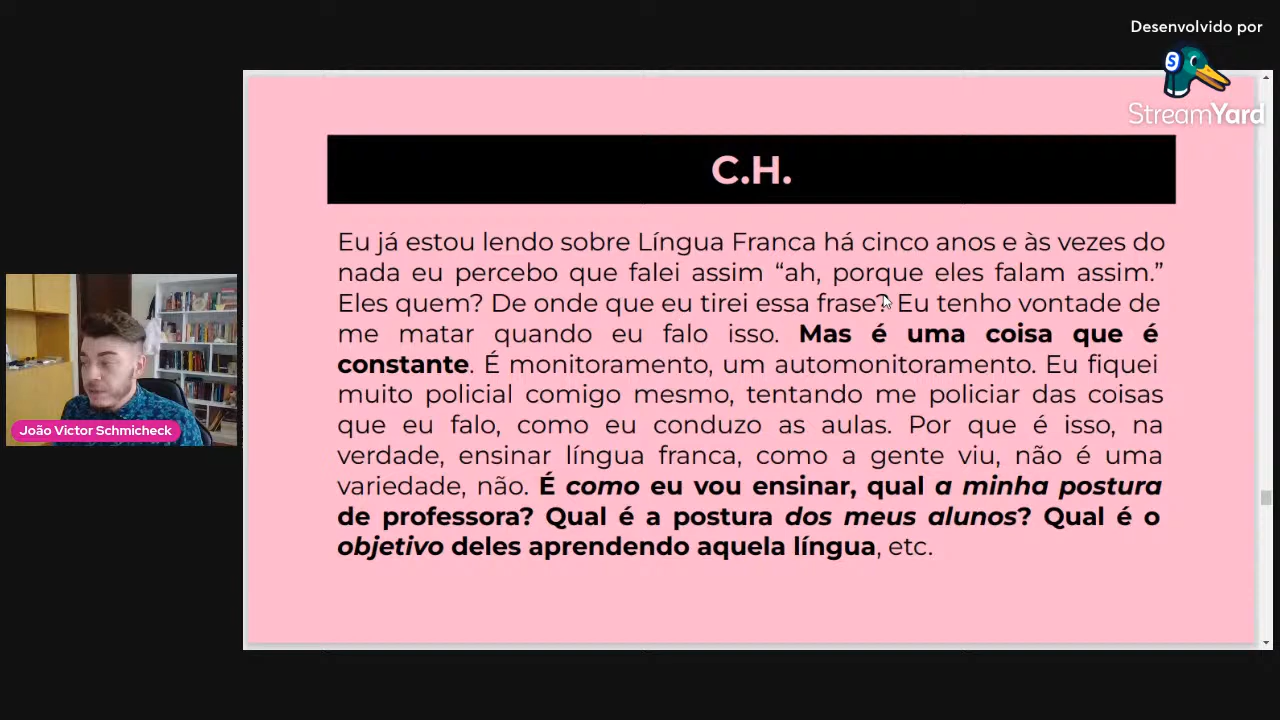 Desenvolvido por
StreamYard
C.H.
Eu já estou lendo sobre Língua Franca há cinco anos e às vezes do
nada eu percebo que falei assim “ah, porque eles falam assim.”
Eles quem? De onde que eu tirei essa frase? Eu tenho vontade de
me matar quando eu falo isso. Mas é uma coisa que é
constante. É monitoramento, um automonitoramento. Eu fiquei
muito policial comigo mesmo, tentando me policiar das coisas
que eu falo, como eu conduzo as aulas. Por que é isso, na
verdade, ensinar língua franca, como a gente viu, não é uma
variedade, não. É como eu vou ensinar, qual a minha postura
de professora? Qual é a postura dos meus alunos? Qual é o
objetivo deles aprendendo aquela língua, etc.
João Victor Schmicheck